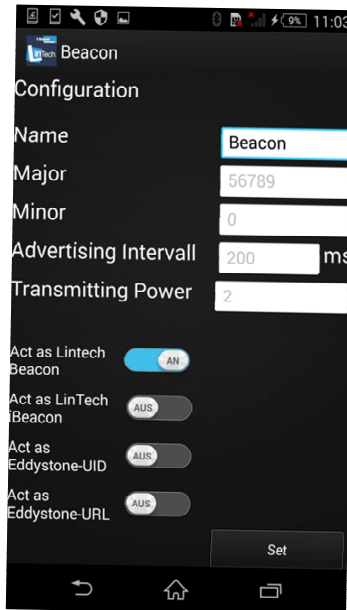 9% 11:03
LinTech Beacon
Configuration
Name Beacon
Major 56789
Minor 0
Advertising Intervall 200 ms
Transmitting Power 2
Act as Lintech
Beacon AN
Act as LinTech
iBeacon AUS
Act as
Eddystone-UID AUS
Act as
Eddystone-URL AUS
Set